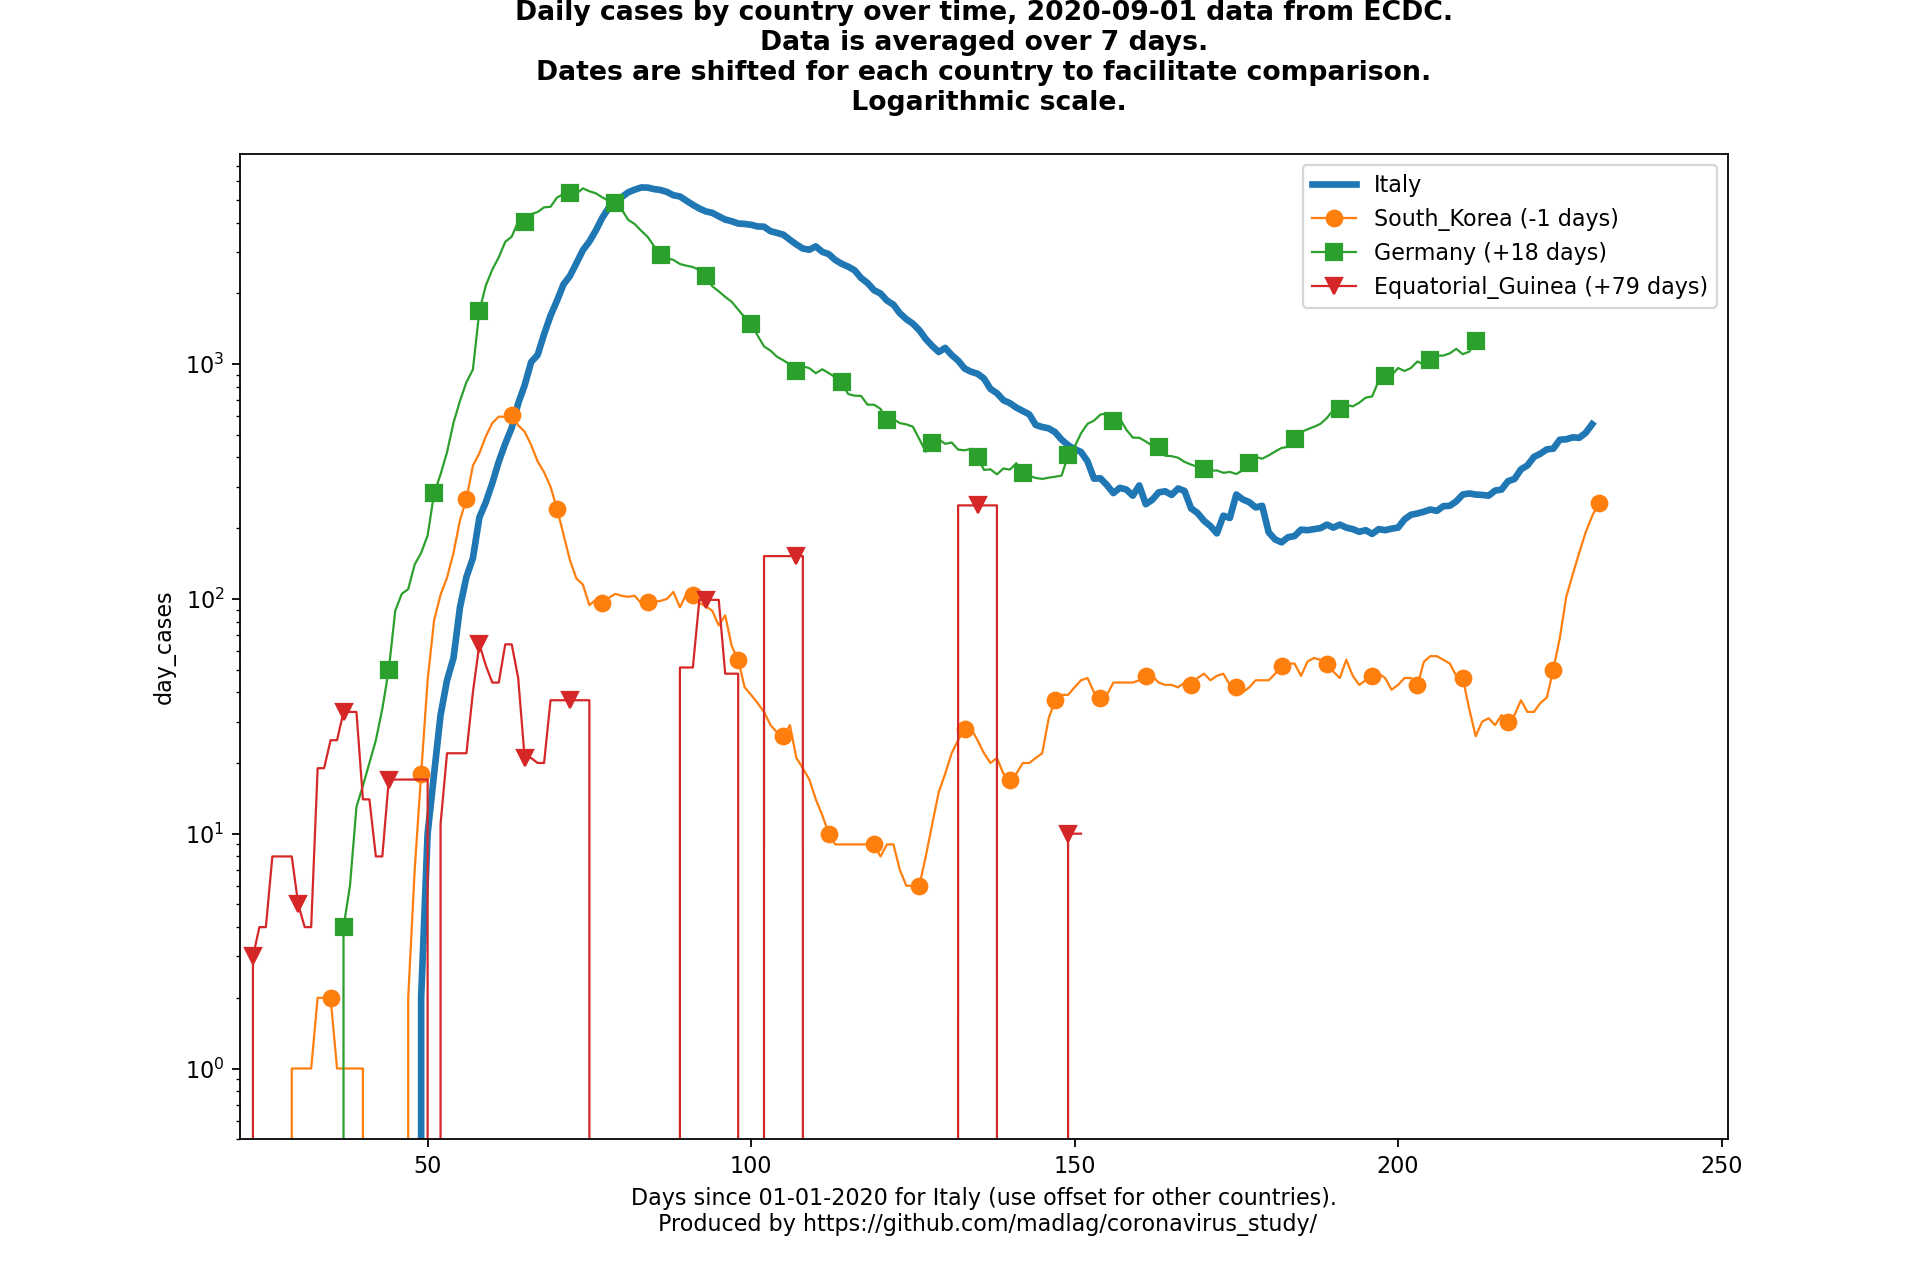 Daily cases by country over time, 2020-09-01 data from ECDC.
Data is averaged over 7 days.
Dates are shifted for each country to facilitate comparison.
Logarithmic scale.
Italy
South_Korea (-1 days)
Germany (+18 days)
Equatorial_Guinea (+79 days)
day_cases
10³
10²
10¹
10⁰
50 100 150 200 250
Days since 01-01-2020 for Italy (use offset for other countries).
Produced by https://github.com/madlag/coronavirus_study/